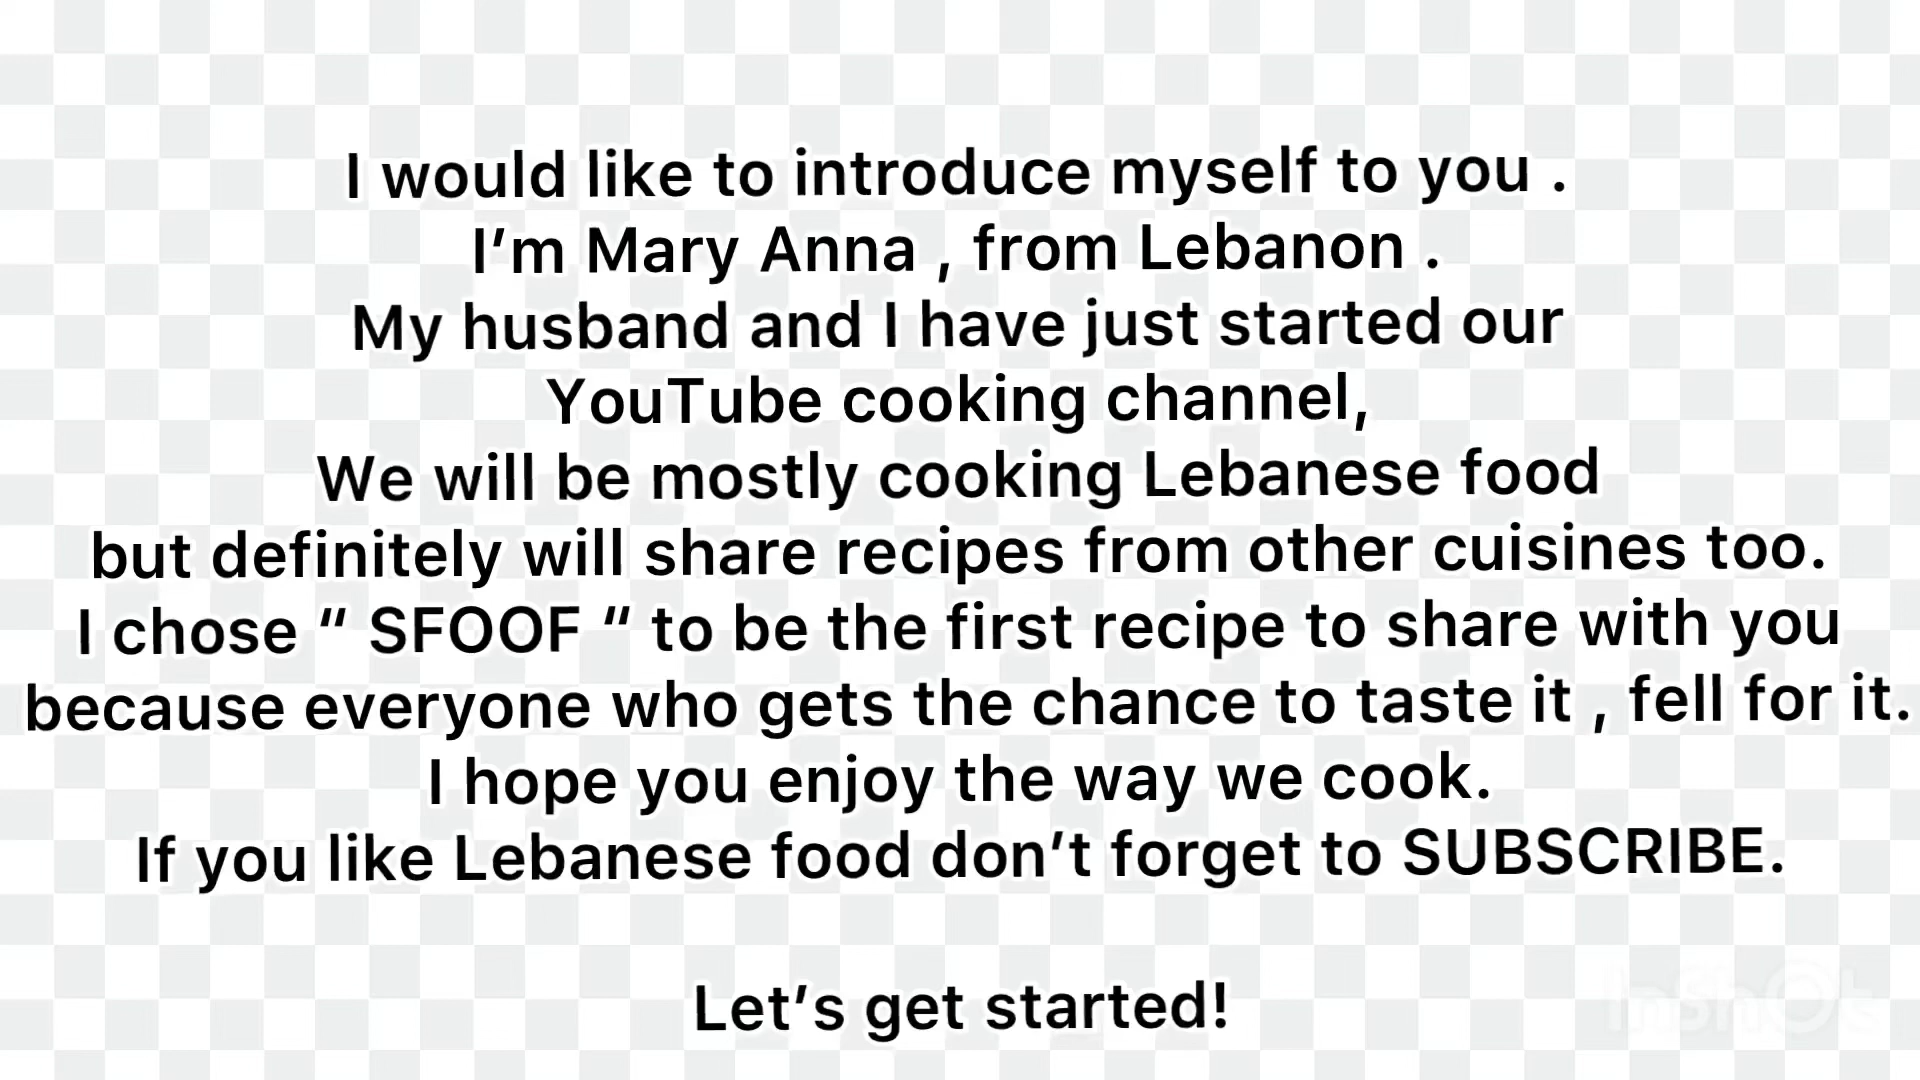 I would like to introduce myself to you .
I’m Mary Anna , from Lebanon .
My husband and I have just started our
YouTube cooking channel,
We will be mostly cooking Lebanese food
but definitely will share recipes from other cuisines too.
I chose “ SFOOF “ to be the first recipe to share with you
because everyone who gets the chance to taste it , fell for it.
I hope you enjoy the way we cook.
If you like Lebanese food don’t forget to SUBSCRIBE.
Let’s get started!
InShOt